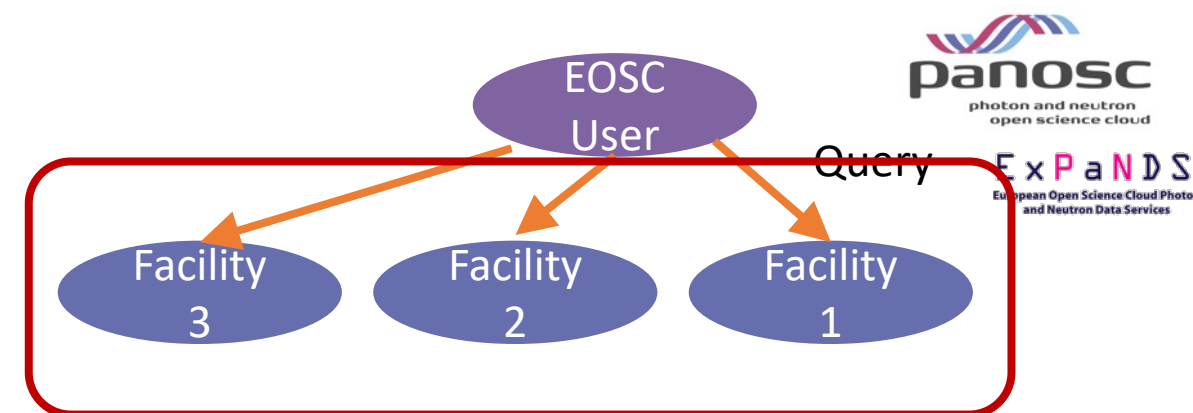 panosc
photon and neutron
open science cloud
EOSC
User
Query
ExPaNDS
European Open Science Cloud Photo
and Neutron Data Services
Facility
3
Facility
2
Facility
1